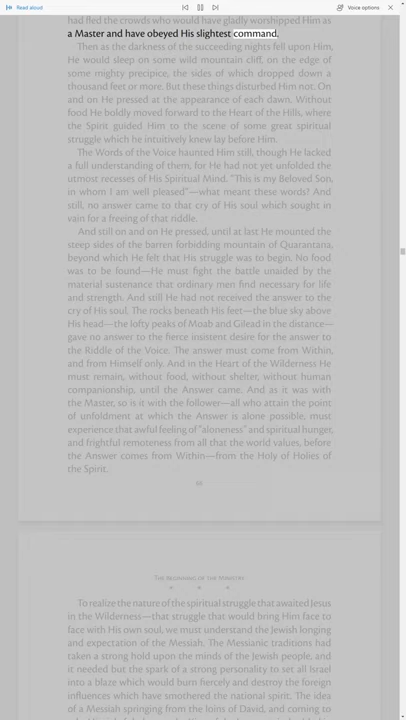 Read aloud
Voice options
had fled the crowds who would have gladly worshipped Him as
a Master and have obeyed His slightest command.
Then as the darkness of the succeeding nights fell upon Him,
He would sleep on some wild mountain cliff, on the edge of
some mighty precipice, the sides of which dropped down a
thousand feet or more. But these things disturbed Him not. On
and on He pressed at the appearance of each dawn. Without
food He boldly moved forward to the Heart of the Hills, where
the Spirit guided Him to the scene of some great spiritual
struggle which he intuitively knew lay before Him.
The Words of the Voice haunted Him still, though He lacked
a full understanding of them, for He had not yet unfolded the
utmost recesses of His Spiritual Mind. "This is my Beloved Son,
in whom I am well pleased"—what meant these words? And
still, no answer came to that cry of His soul which sought in
vain for a freeing of that riddle.
And still on and on He pressed, until at last He mounted the
steep sides of the barren forbidding mountain of Quarantana,
beyond which He felt that His struggle was to begin. No food
was to be found—He must fight the battle unaided by the
material sustenance that ordinary men find necessary for life
and strength. And still He had not received the answer to the
cry of His soul. The rocks beneath His feet—the blue sky above
His head—the lofty peaks of Moab and Gilead in the distance—
gave no answer to the fierce insistent desire for the answer to
the Riddle of the Voice. The answer must come from Within,
and from Himself only. And in the Heart of the Wilderness He
must remain, without food, without shelter, without human
companionship, until the Answer came. And as it was with
the Master, so is it with the follower—all who attain the point
of unfoldment at which the Answer is alone possible, must
experience that awful feeling of "aloneness" and spiritual hunger,
and frightful remoteness from all that the world values, before
the Answer comes from Within—from the Holy of Holies of
the Spirit.
The Beginning of the Ministry
To realize the nature of the spiritual struggle that awaited Jesus
in the Wilderness—that struggle that would bring Him face to
face with His own soul, we must understand the Jewish longing
and expectation of the Messiah. The Messianic traditions had
taken a strong hold upon the minds of the Jewish people, and
it needed but the spark of a strong personality to set all Israel
into a blaze which would burn fiercely and destroy the foreign
influences which have smothered the national spirit. The idea
of a Messiah springing from the loins of David, and coming to